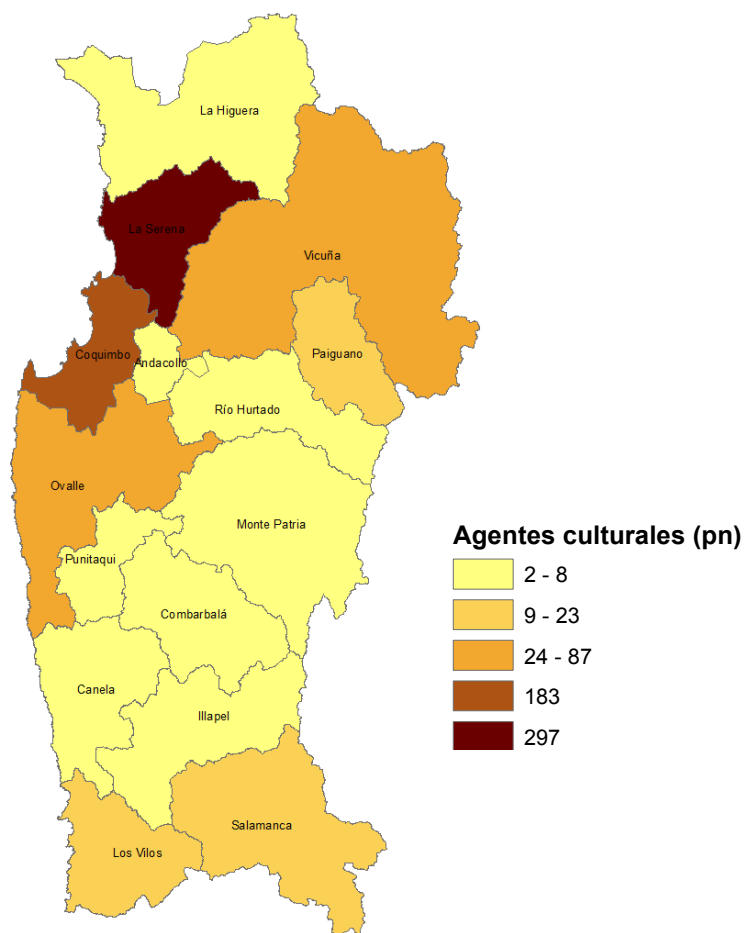 La Higuera
La Serena
Vicuña
Coquimbo
Andacollo
Paiguano
Río Hurtado
Ovalle
Monte Patria
Punitaqui
Combarbalá
Canela
Illapel
Salamanca
Los Vilos
Agentes culturales (pn)
2 - 8
9 - 23
24 - 87
183
297